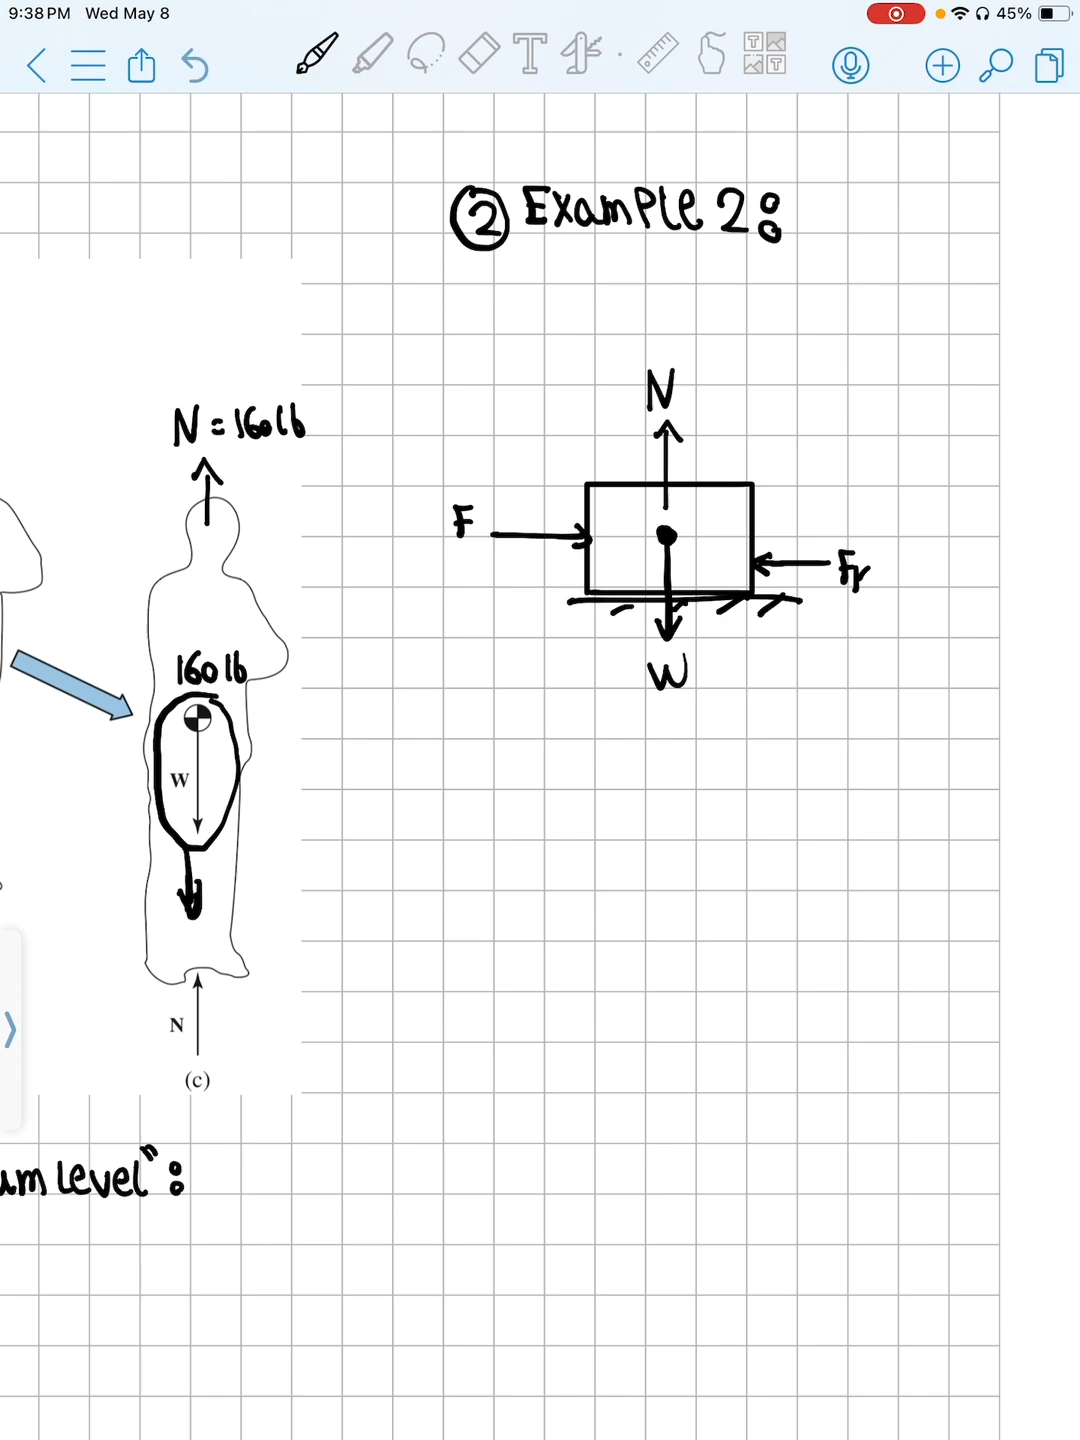 9:38 PM Wed May 8
45%
② Example 2:
N
N = 160 lb
F
Fr
W
160 lb
W
N
(c)
um level":